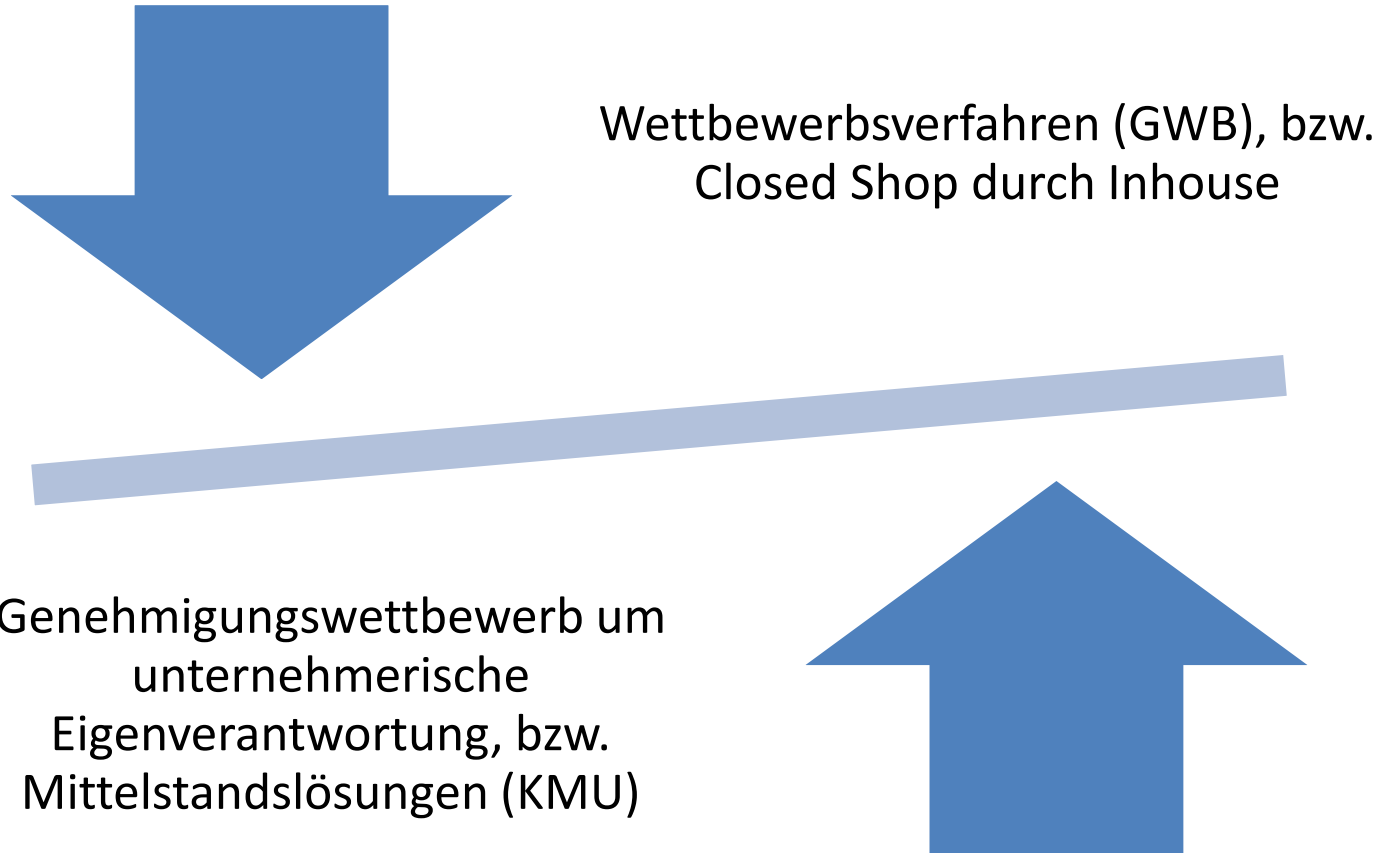 Wettbewerbsverfahren (GWB), bzw.
Closed Shop durch Inhouse
Genehmigungswettbewerb um
unternehmerische
Eigenverantwortung, bzw.
Mittelstandslösungen (KMU)